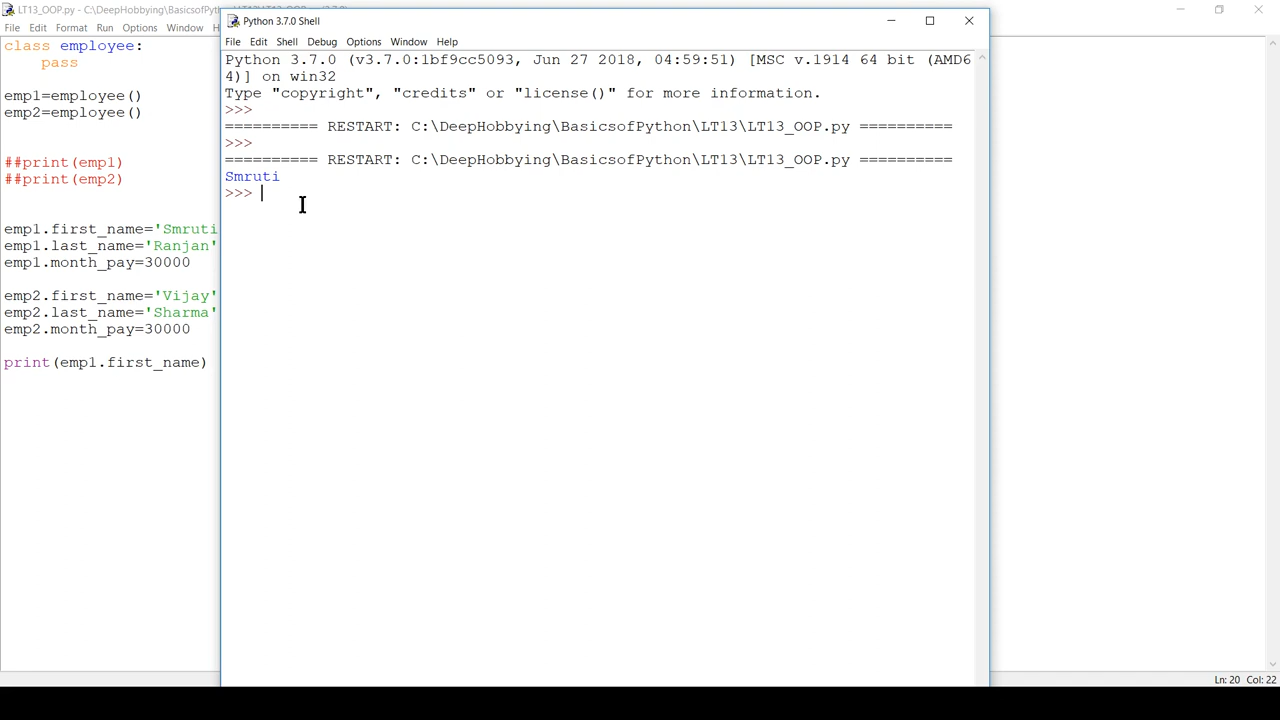 LT13_OOP.py - C:\DeepHobbying\BasicsofPyt
File Edit Format Run Options Window H
class employee:
    pass
emp1=employee()
emp2=employee()
##print(emp1)
##print(emp2)
emp1.first_name='Smruti
emp1.last_name='Ranjan'
emp1.month_pay=30000
emp2.first_name='Vijay'
emp2.last_name='Sharma'
emp2.month_pay=30000
print(emp1.first_name)
Python 3.7.0 Shell
File Edit Shell Debug Options Window Help
Python 3.7.0 (v3.7.0:1bf9cc5093, Jun 27 2018, 04:59:51) [MSC v.1914 64 bit (AMD6
4)] on win32
Type "copyright", "credits" or "license()" for more information.
>>>
========== RESTART: C:\DeepHobbying\BasicsofPython\LT13\LT13_OOP.py ==========
>>>
========== RESTART: C:\DeepHobbying\BasicsofPython\LT13\LT13_OOP.py ==========
Smruti
>>>
Ln: 20 Col: 22